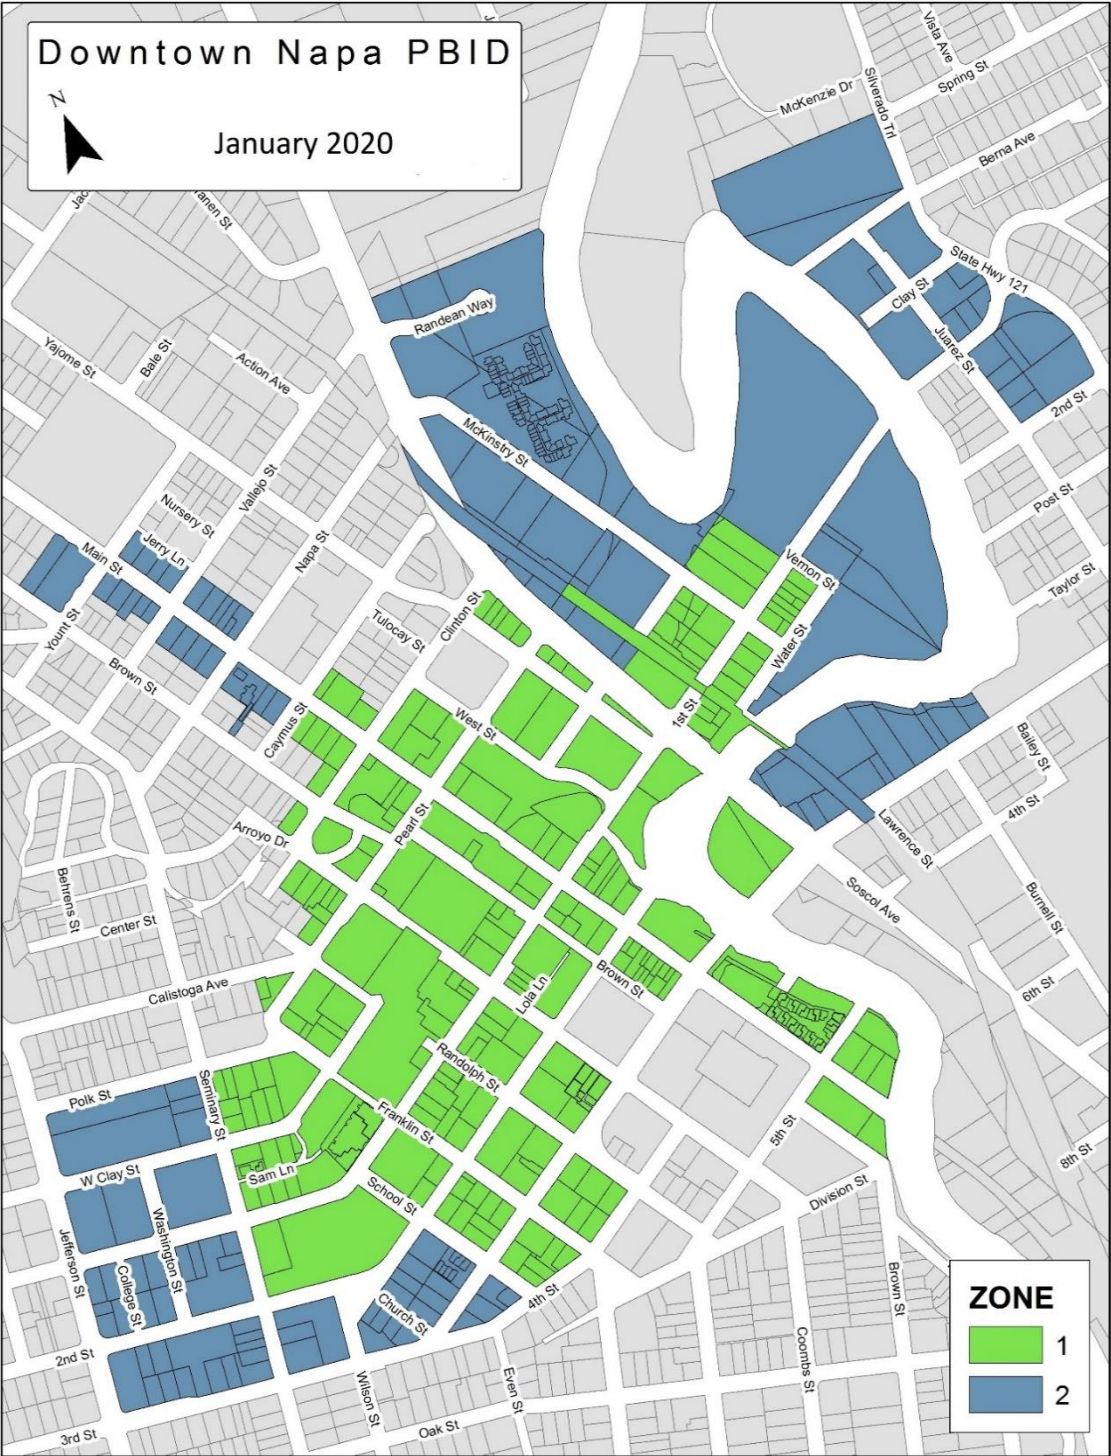 Downtown Napa PBID
N
January 2020
Vista Ave
Spring St
Silverado Trl
McKenzie Dr
Berna Ave
State Hwy 121
Clay St
Juarez St
2nd St
Randean Way
Yajome St
Bale St
Action Ave
McKinstry St
Post St
Vallejo St
Nursery St
Jerry Ln
Main St
Napa St
Vernon St
Taylor St
Yount St
Tulocay St
Clinton St
Water St
Brown St
1st St
West St
Caymus St
Bailey St
4th St
Pearl St
Arroyo Dr
Lawrence St
Behrens St
Soscol Ave
Burnell St
Center St
Brown St
Lola Ln
Calistoga Ave
6th St
Randolph St
Polk St
Seminary St
Franklin St
5th St
8th St
W Clay St
Sam Ln
School St
Division St
Jefferson St
Washington St
College St
Church St
4th St
Brown St
2nd St
Coombs St
Wilson St
Even St
Oak St
3rd St
ZONE
1
2